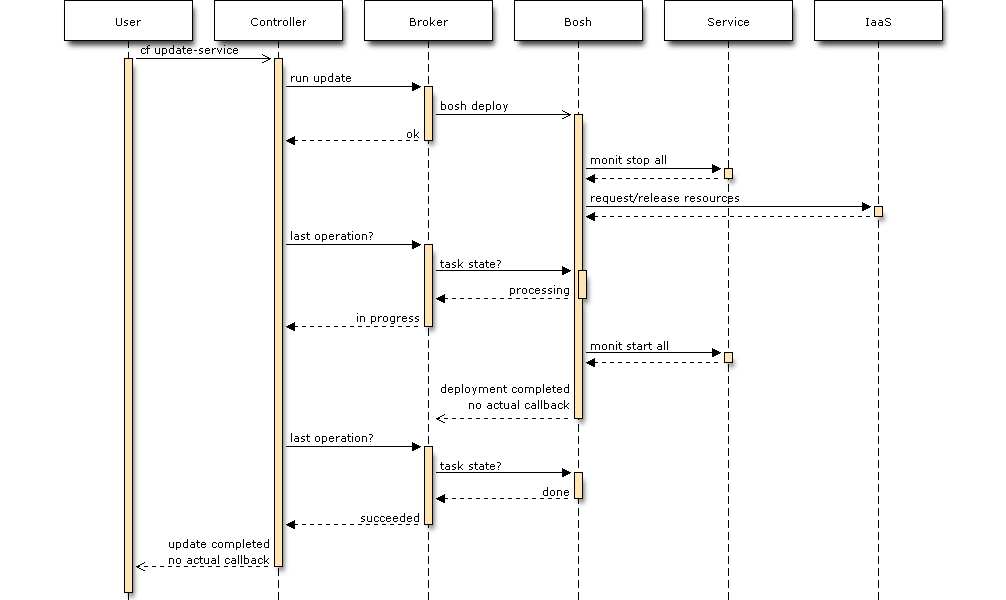 User
Controller
Broker
Bosh
Service
IaaS
cf update-service
run update
bosh deploy
ok
monit stop all
request/release resources
last operation?
task state?
processing
in progress
monit start all
deployment completed
no actual callback
last operation?
task state?
done
succeeded
update completed
no actual callback